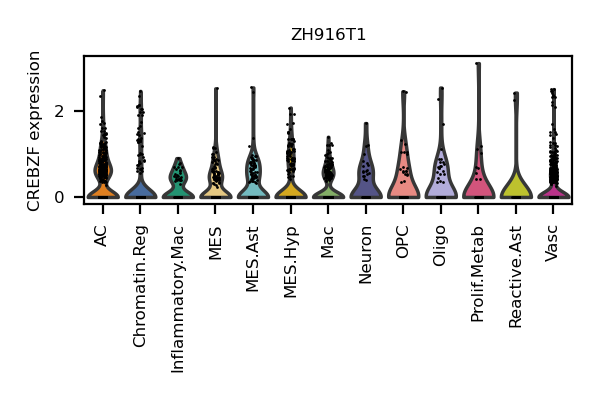 ZH916T1
CREBZF expression
2
0
AC
Chromatin.Reg
Inflammatory.Mac
MES
MES.Ast
MES.Hyp
Mac
Neuron
OPC
Oligo
Prolif.Metab
Reactive.Ast
Vasc